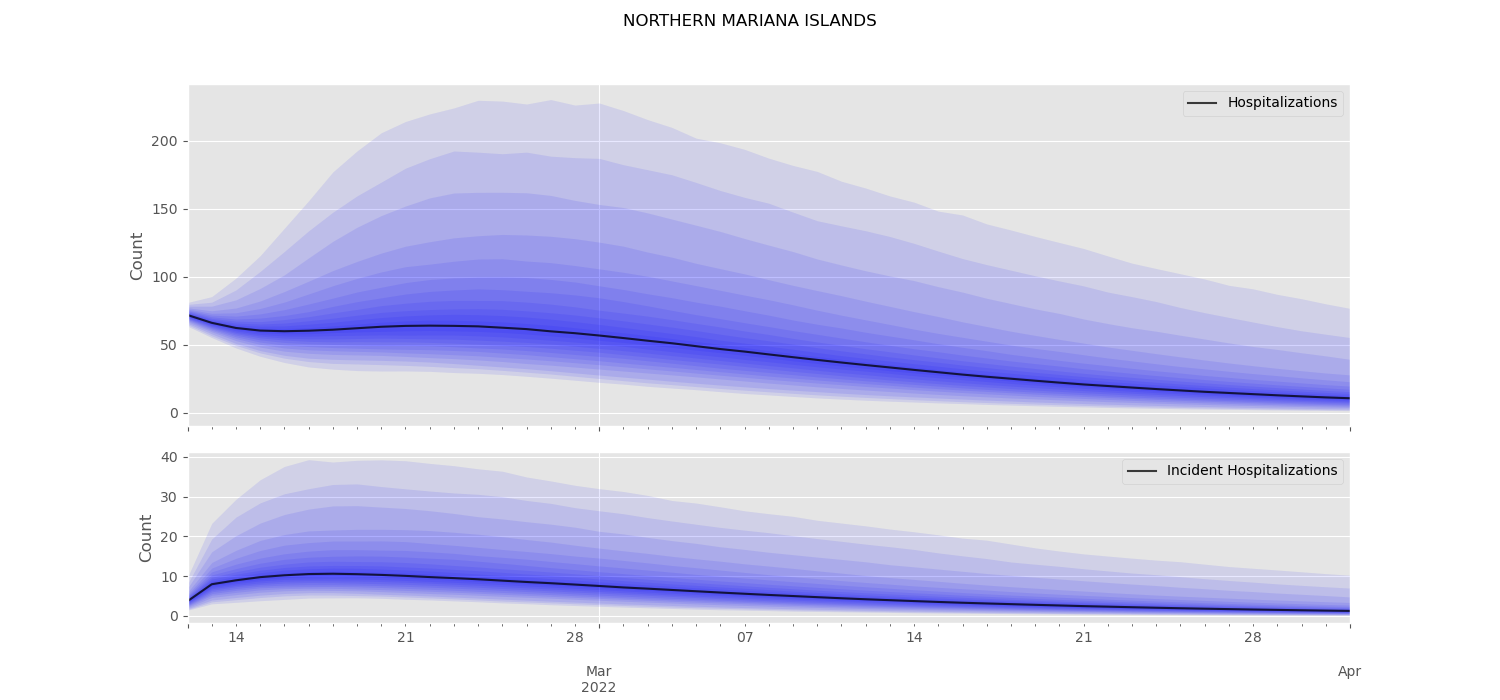 NORTHERN MARIANA ISLANDS
Hospitalizations
Count
200
150
100
50
0
Incident Hospitalizations
Count
40
30
20
10
0
14 21 28 07 14 21 28
Mar Apr
2022